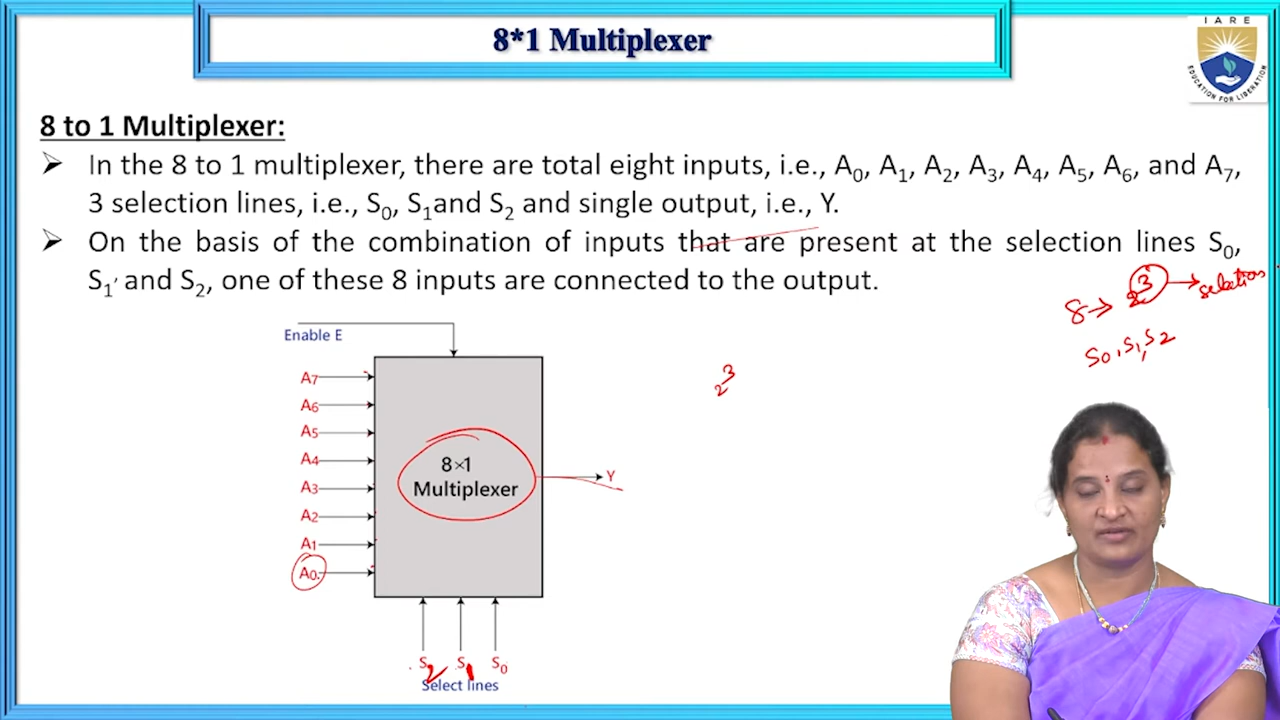 8*1 Multiplexer
IARE
EDUCATION FOR LIBERATION
8 to 1 Multiplexer:
➢ In the 8 to 1 multiplexer, there are total eight inputs, i.e., A0, A1, A2, A3, A4, A5, A6, and A7,
3 selection lines, i.e., S0, S1and S2 and single output, i.e., Y.
➢ On the basis of the combination of inputs that are present at the selection lines S0,
S1, and S2, one of these 8 inputs are connected to the output.
8→ 2³ → selection
S0, S1, S2
Enable E
2³
A7
A6
A5
A4
A3
A2
A1
A0
8×1
Multiplexer
Y
S2 S1 S0
Select lines